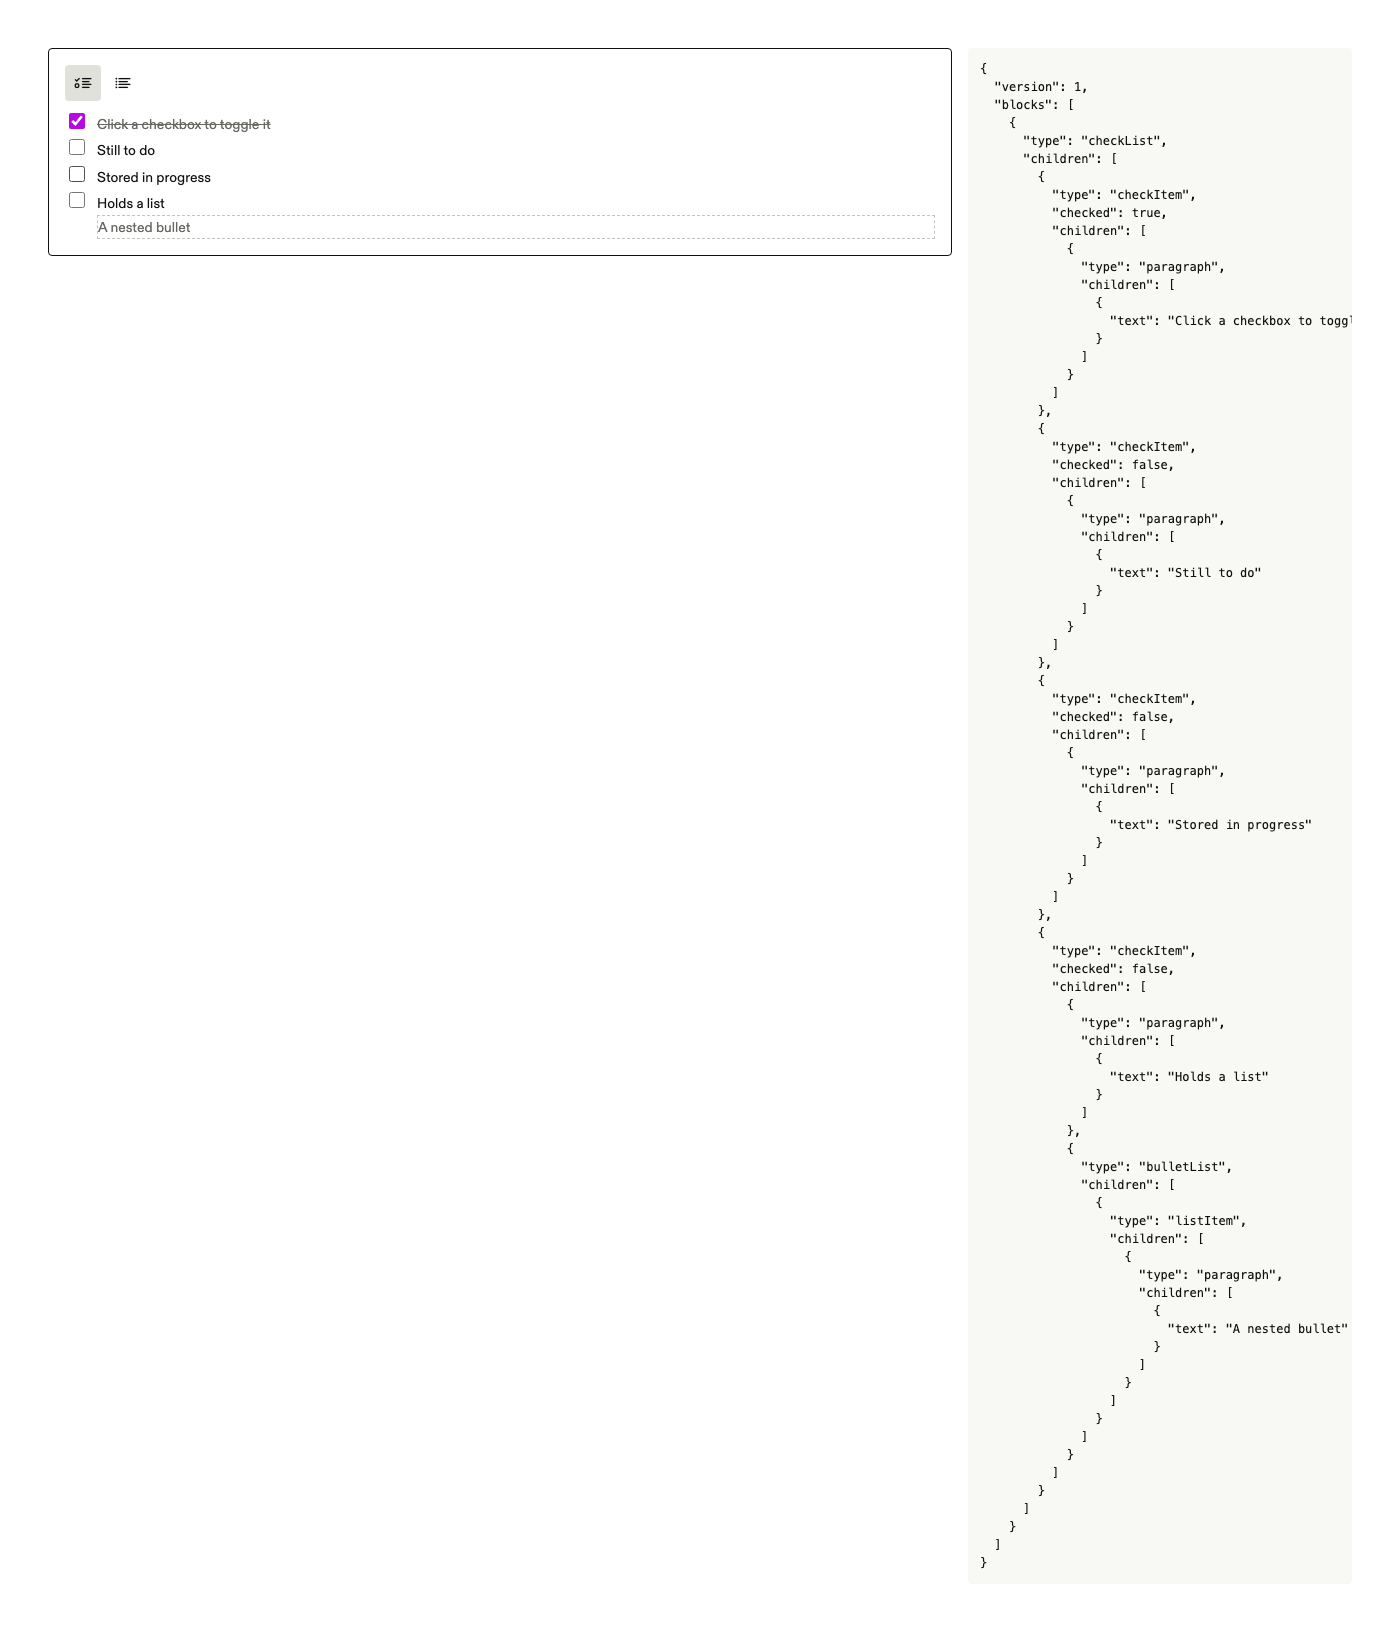 Click a checkbox to toggle it
Still to do
Stored in progress
Holds a list
A nested bullet
{
"version": 1,
"blocks": [
{
"type": "checkList",
"children": [
{
"type": "checkItem",
"checked": true,
"children": [
{
"type": "paragraph",
"children": [
{
"text": "Click a checkbox to toggl
}
]
}
]
},
{
"type": "checkItem",
"checked": false,
"children": [
{
"type": "paragraph",
"children": [
{
"text": "Still to do"
}
]
}
]
},
{
"type": "checkItem",
"checked": false,
"children": [
{
"type": "paragraph",
"children": [
{
"text": "Stored in progress"
}
]
}
]
},
{
"type": "checkItem",
"checked": false,
"children": [
{
"type": "paragraph",
"children": [
{
"text": "Holds a list"
}
]
},
{
"type": "bulletList",
"children": [
{
"type": "listItem",
"children": [
{
"type": "paragraph",
"children": [
{
"text": "A nested bullet"
}
]
}
]
}
]
}
]
}
]
}
]
}